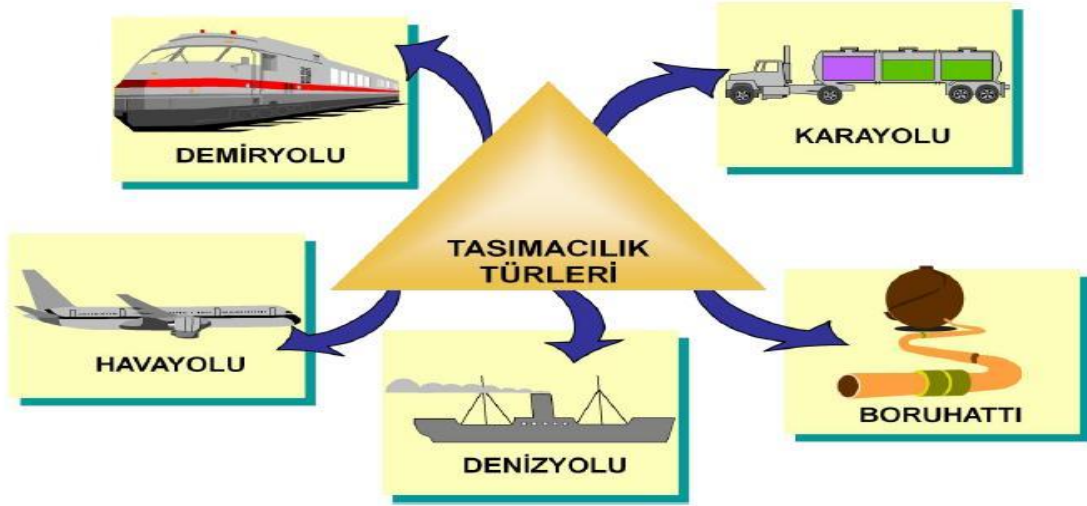 DEMİRYOLU
KARAYOLU
TASIMACILIK
TÜRLERİ
HAVAYOLU
DENİZYOLU
BORUHATTI